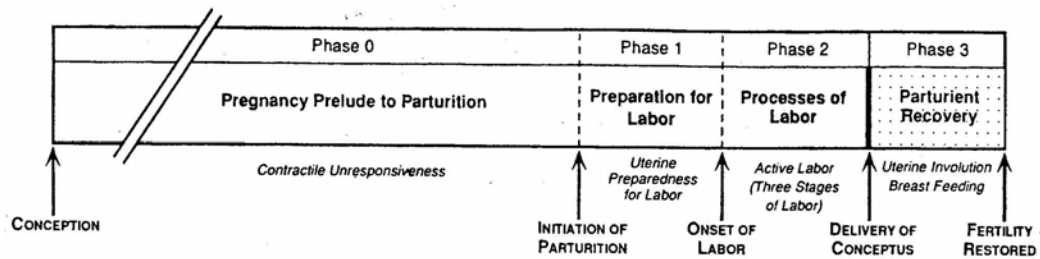 Phase 0
Phase 1
Phase 2
Phase 3
Pregnancy Prelude to Parturition
Preparation for
Labor
Processes of
Labor
Parturient
Recovery
Contractile Unresponsiveness
Uterine
Preparedness
for Labor
Active Labor
(Three Stages
of Labor)
Uterine Involution
Breast Feeding
CONCEPTION
INITIATION OF
PARTURITION
ONSET OF
LABOR
DELIVERY OF
CONCEPTUS
FERTILITY
RESTORED